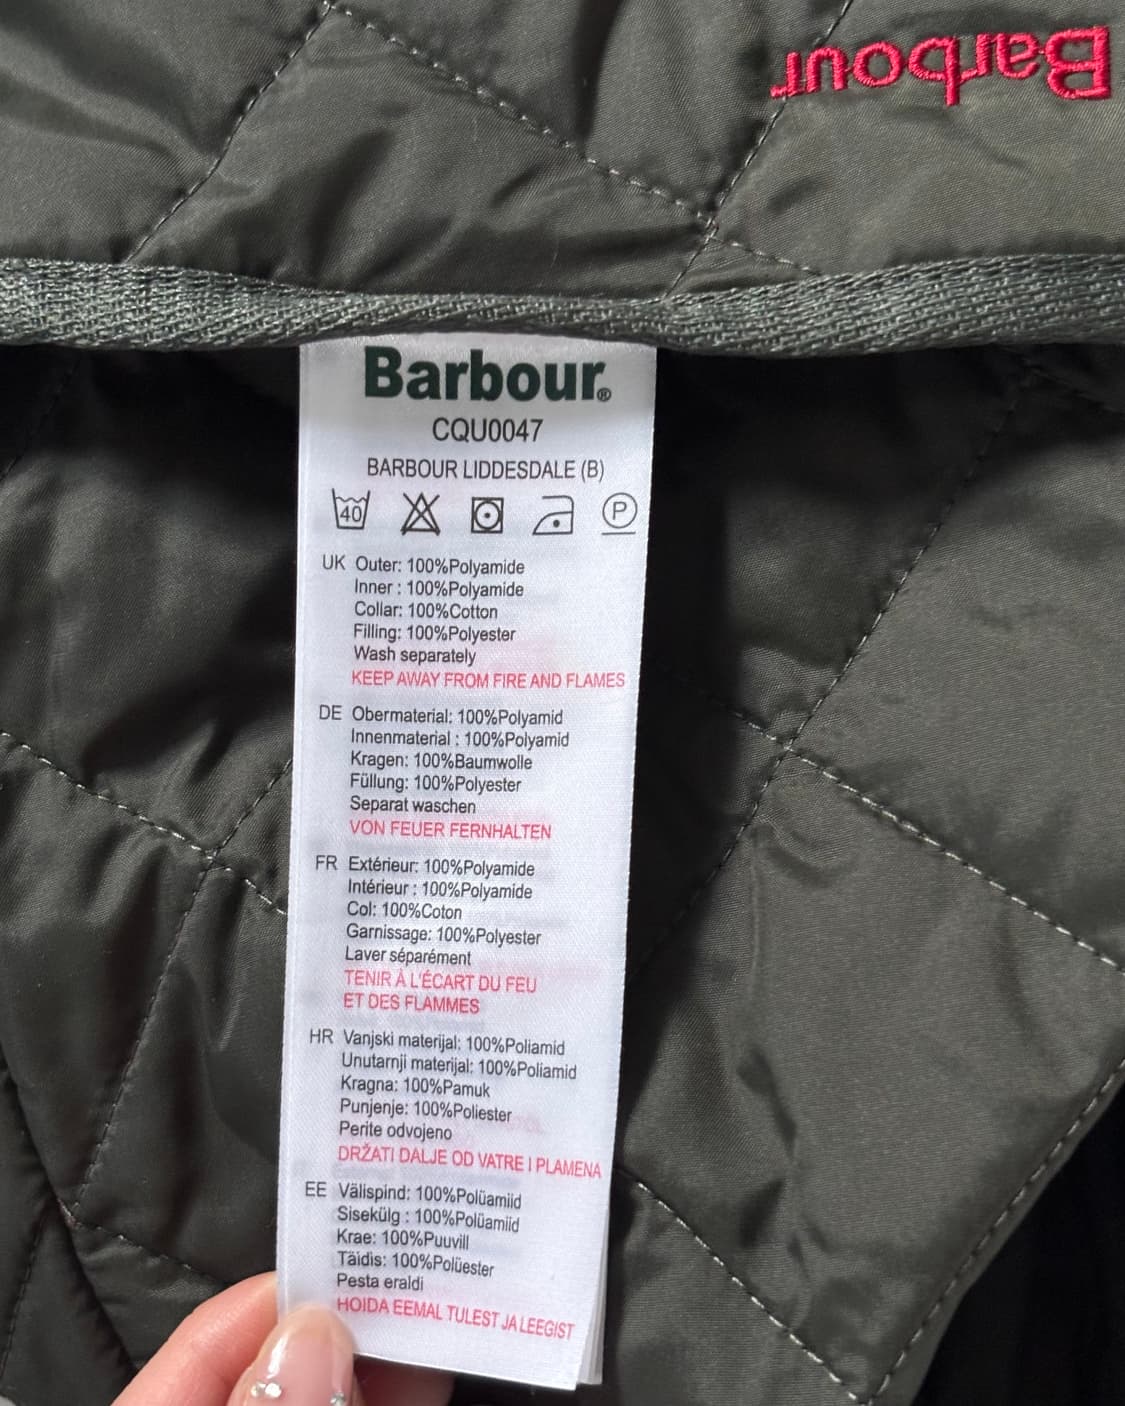 Barbour
Barbour®
CQU0047
BARBOUR LIDDESDALE (B)
40 P
UK Outer: 100%Polyamide
Inner : 100%Polyamide
Collar: 100%Cotton
Filling: 100%Polyester
Wash separately
KEEP AWAY FROM FIRE AND FLAMES
DE Obermaterial: 100%Polyamid
Innenmaterial : 100%Polyamid
Kragen: 100%Baumwolle
Füllung: 100%Polyester
Separat waschen
VON FEUER FERNHALTEN
FR Extérieur: 100%Polyamide
Intérieur : 100%Polyamide
Col: 100%Coton
Garnissage: 100%Polyester
Laver séparément
TENIR À L'ÉCART DU FEU
ET DES FLAMMES
HR Vanjski materijal: 100%Poliamid
Unutarnji materijal: 100%Poliamid
Kragna: 100%Pamuk
Punjenje: 100%Poliester
Perite odvojeno
DRŽATI DALJE OD VATRE I PLAMENA
EE Välispind: 100%Polüamiid
Sisekülg : 100%Polüamiid
Krae: 100%Puuvill
Täidis: 100%Polüester
Pesta eraldi
HOIDA EEMAL TULEST JA LEEGIST